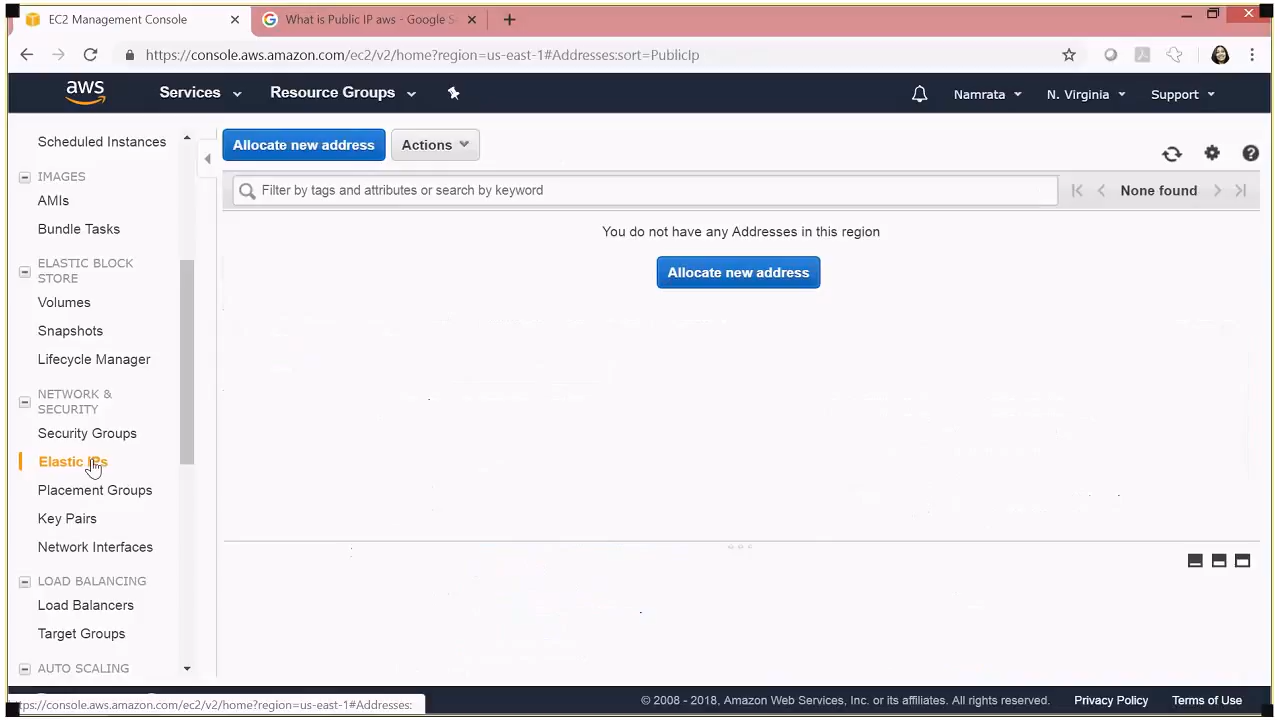 EC2 Management Console
What is Public IP aws - Google S
https://console.aws.amazon.com/ec2/v2/home?region=us-east-1#Addresses:sort=PublicIp
aws
Services
Resource Groups
Namrata
N. Virginia
Support
Scheduled Instances
IMAGES
AMIs
Bundle Tasks
ELASTIC BLOCK
STORE
Volumes
Snapshots
Lifecycle Manager
NETWORK &
SECURITY
Security Groups
Elastic IPs
Placement Groups
Key Pairs
Network Interfaces
LOAD BALANCING
Load Balancers
Target Groups
AUTO SCALING
Allocate new address
Actions
Filter by tags and attributes or search by keyword
None found
You do not have any Addresses in this region
Allocate new address
ttps://console.aws.amazon.com/ec2/v2/home?region=us-east-1#Addresses:
© 2008 - 2018, Amazon Web Services, Inc. or its affiliates. All rights reserved.
Privacy Policy
Terms of Use